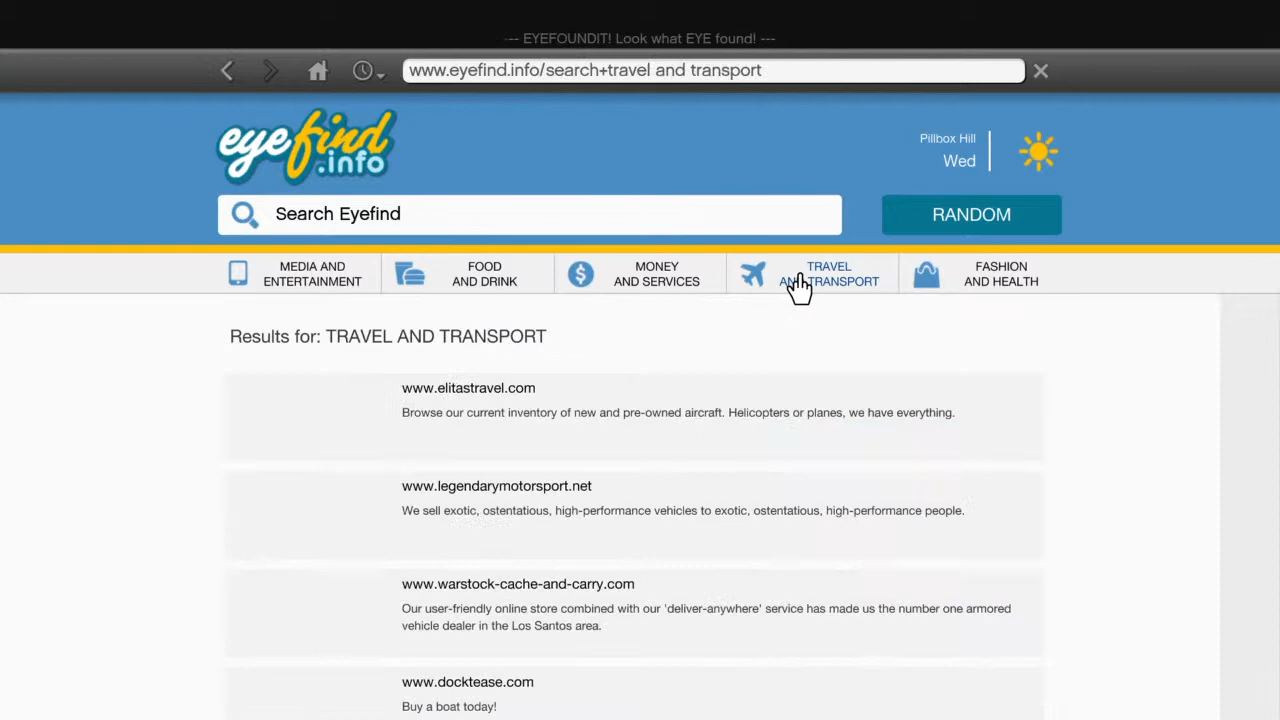 --- EYEFOUNDIT! Look what EYE found! ---
www.eyefind.info/search+travel and transport
eyefind
.info
Pillbox Hill
Wed
Search Eyefind
RANDOM
MEDIA AND
ENTERTAINMENT
FOOD
AND DRINK
MONEY
AND SERVICES
TRAVEL
AND TRANSPORT
FASHION
AND HEALTH
Results for: TRAVEL AND TRANSPORT
www.elitastravel.com
Browse our current inventory of new and pre-owned aircraft. Helicopters or planes, we have everything.
www.legendarymotorsport.net
We sell exotic, ostentatious, high-performance vehicles to exotic, ostentatious, high-performance people.
www.warstock-cache-and-carry.com
Our user-friendly online store combined with our 'deliver-anywhere' service has made us the number one armored
vehicle dealer in the Los Santos area.
www.docktease.com
Buy a boat today!